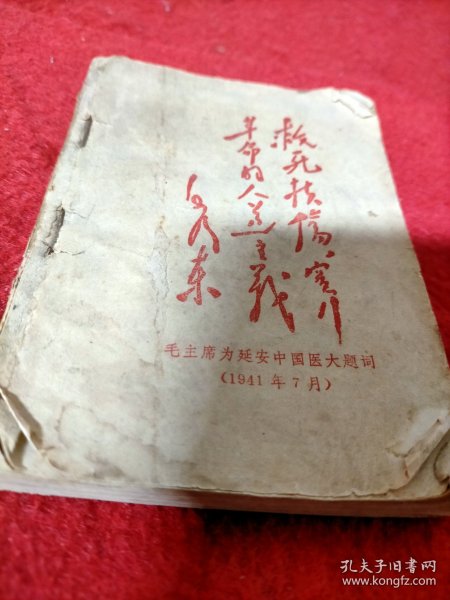 救死扶伤，实行
革命的人道主义
毛泽东
毛主席为延安中国医大题词
（1941年7月）
孔夫子旧书网
www.kongfz.com